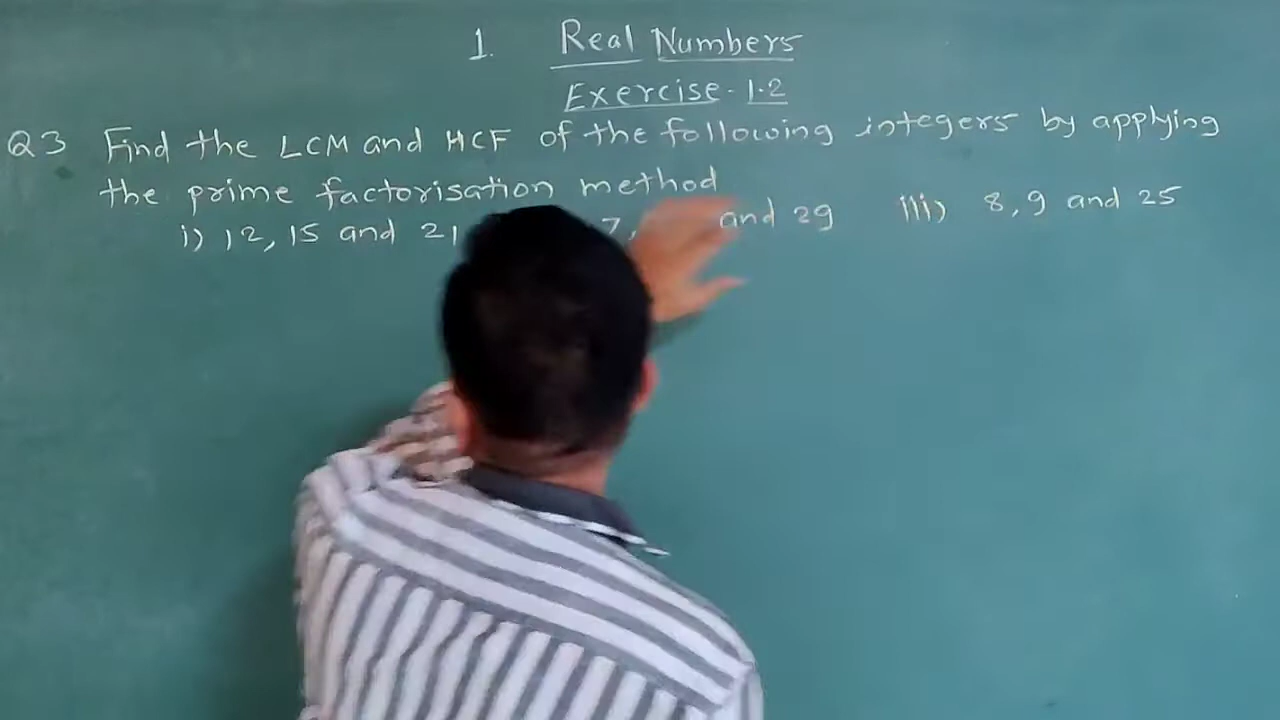 1. Real Numbers
Exercise - 1.2
Q3 Find the LCM and HCF of the following integers by applying
the prime factorisation method
i) 12, 15 and 21 7, and 29 iii) 8, 9 and 25